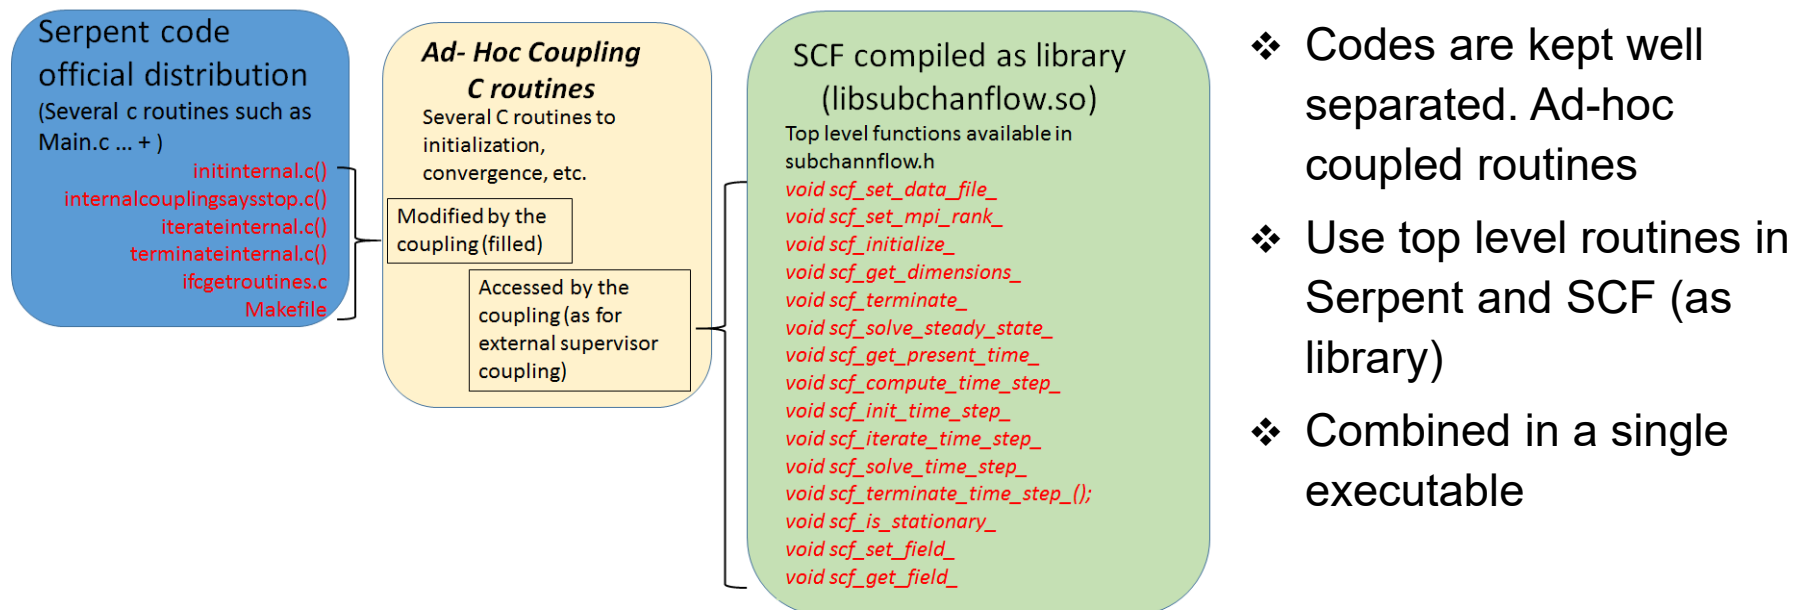 Serpent code
official distribution
(Several c routines such as
Main.c ... + )
initinternal.c()
internalcouplingsaysstop.c()
iterateinternal.c()
terminateinternal.c()
ifcgetroutines.c
Makefile
Ad- Hoc Coupling
C routines
Several C routines to
initialization,
convergence, etc.
Modified by the
coupling (filled)
Accessed by the
coupling (as for
external supervisor
coupling)
SCF compiled as library
(libsubchanflow.so)
Top level functions available in
subchannflow.h
void scf_set_data_file_
void scf_set_mpi_rank_
void scf_initialize_
void scf_get_dimensions_
void scf_terminate_
void scf_solve_steady_state_
void scf_get_present_time_
void scf_compute_time_step_
void scf_init_time_step_
void scf_iterate_time_step_
void scf_solve_time_step_
void scf_terminate_time_step_();
void scf_is_stationary_
void scf_set_field_
void scf_get_field_
❖ Codes are kept well
separated. Ad-hoc
coupled routines
❖ Use top level routines in
Serpent and SCF (as
library)
❖ Combined in a single
executable